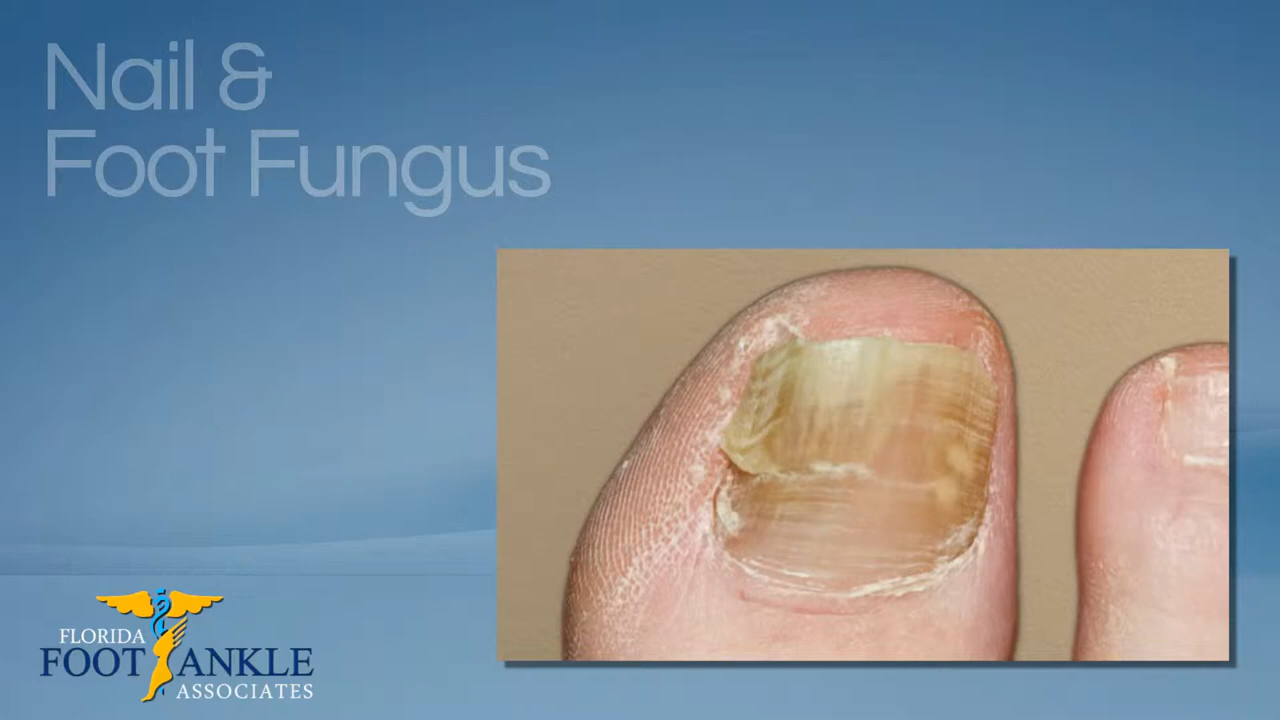 Nail &
Foot Fungus
FLORIDA
FOOT ANKLE
ASSOCIATES